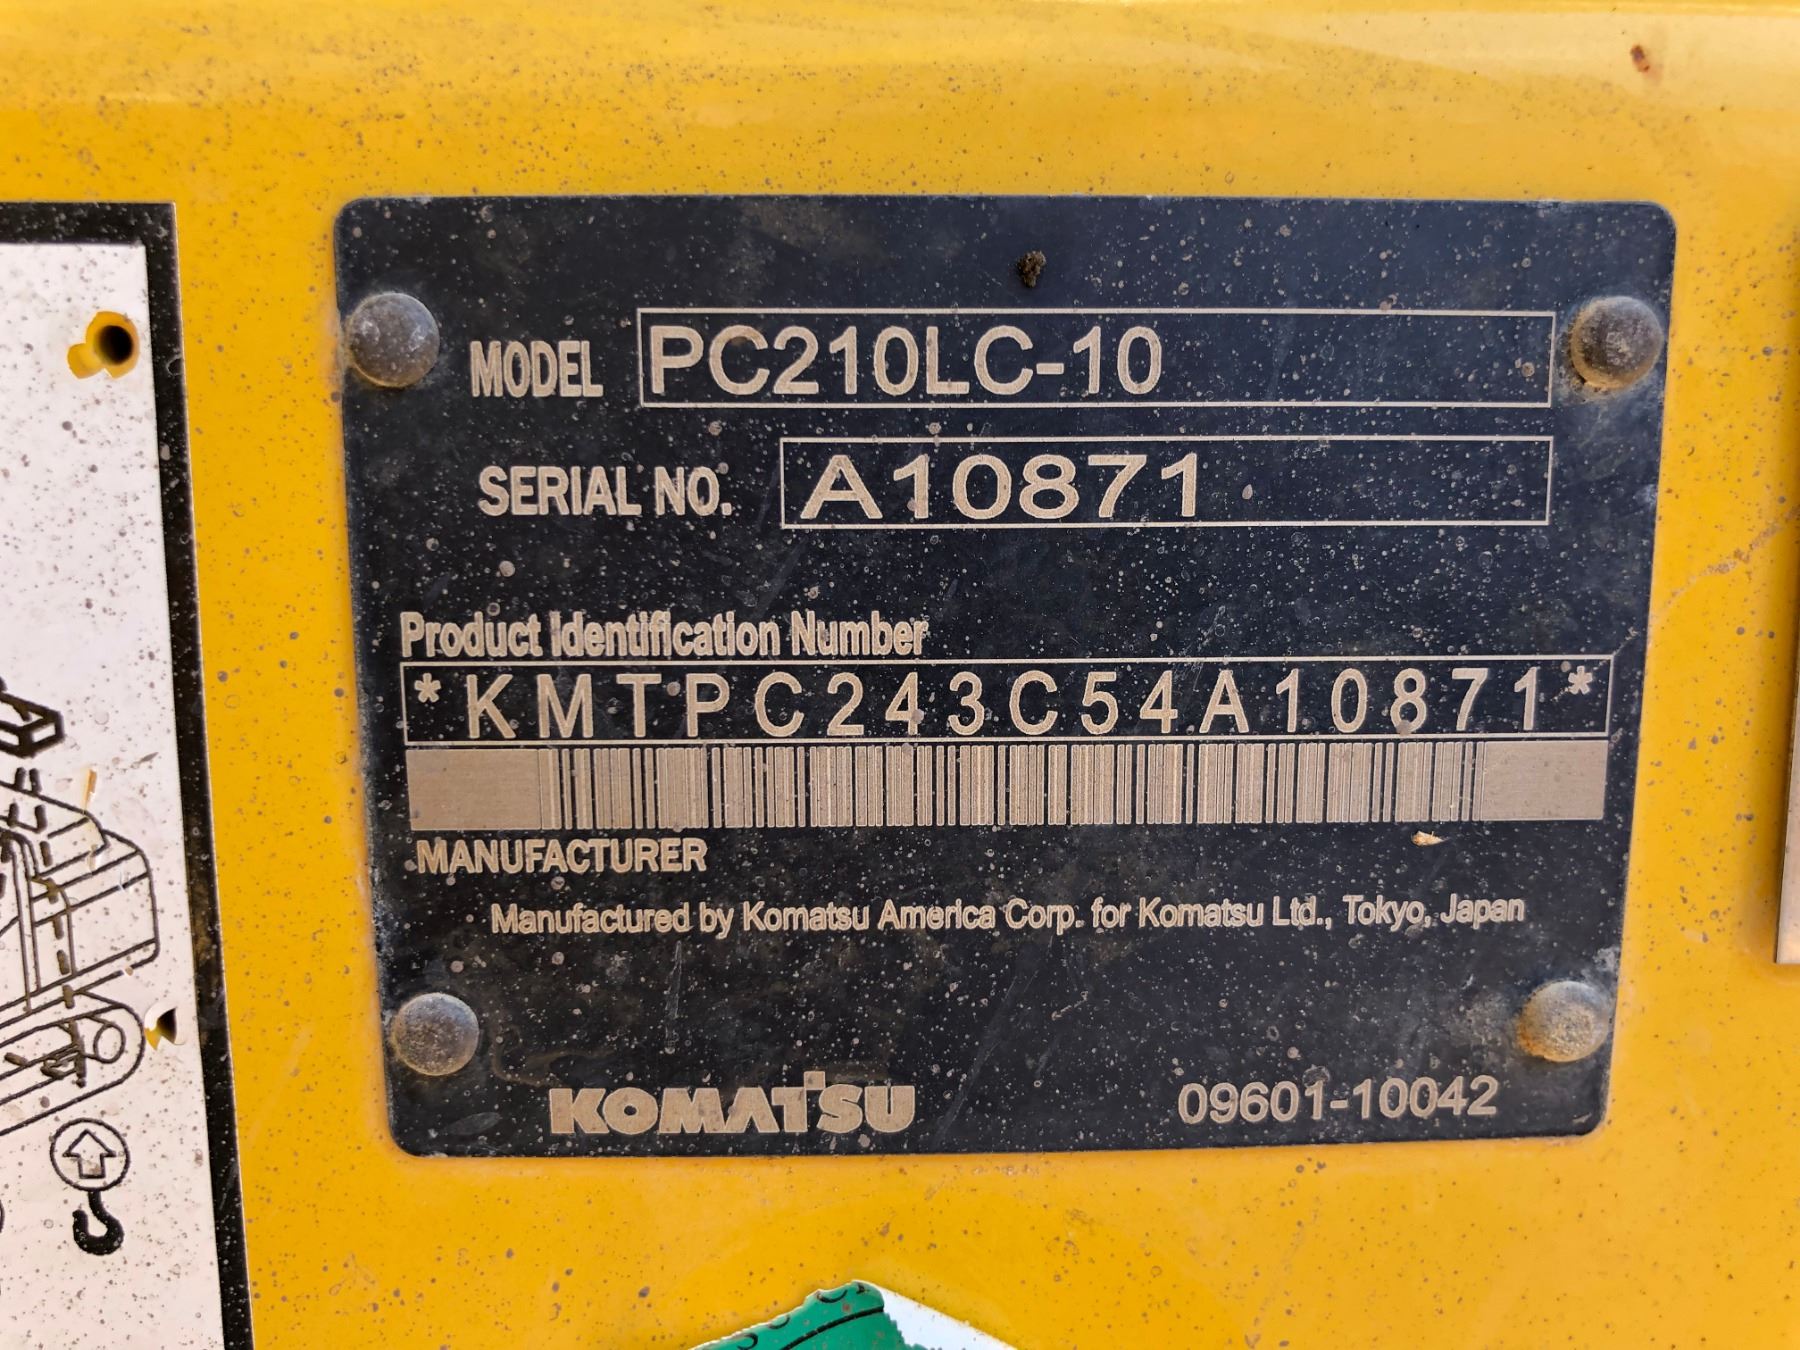 MODEL PC210LC-10
SERIAL NO. A10871
Product Identification Number
*KMTPC243C54A10871*
MANUFACTURER
Manufactured by Komatsu America Corp. for Komatsu Ltd., Tokyo, Japan
KOMATSU 09601-10042